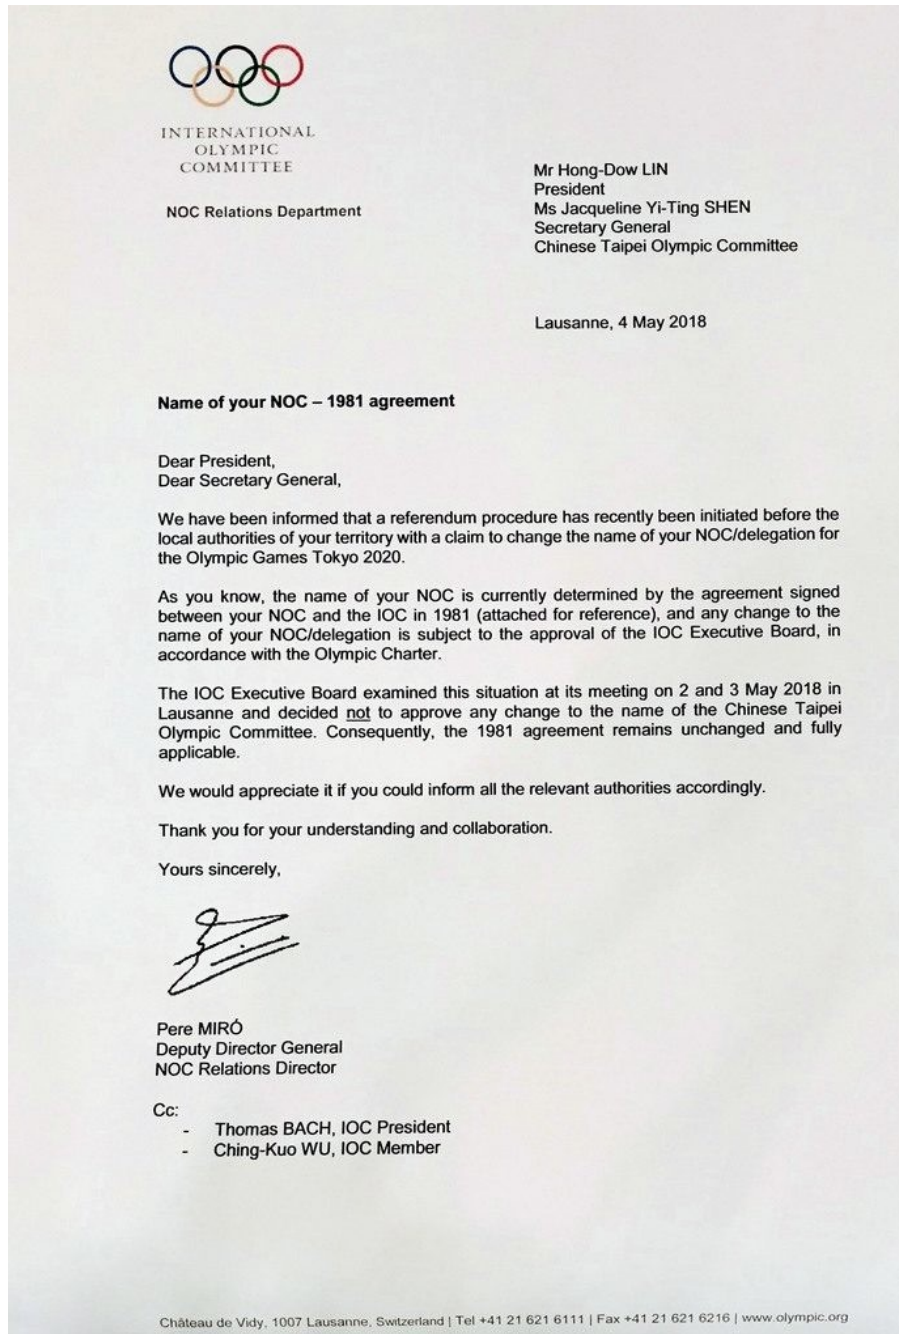 INTERNATIONAL
OLYMPIC
COMMITTEE
NOC Relations Department
Mr Hong-Dow LIN
President
Ms Jacqueline Yi-Ting SHEN
Secretary General
Chinese Taipei Olympic Committee
Lausanne, 4 May 2018
Name of your NOC – 1981 agreement
Dear President,
Dear Secretary General,
We have been informed that a referendum procedure has recently been initiated before the
local authorities of your territory with a claim to change the name of your NOC/delegation for
the Olympic Games Tokyo 2020.
As you know, the name of your NOC is currently determined by the agreement signed
between your NOC and the IOC in 1981 (attached for reference), and any change to the
name of your NOC/delegation is subject to the approval of the IOC Executive Board, in
accordance with the Olympic Charter.
The IOC Executive Board examined this situation at its meeting on 2 and 3 May 2018 in
Lausanne and decided not to approve any change to the name of the Chinese Taipei
Olympic Committee. Consequently, the 1981 agreement remains unchanged and fully
applicable.
We would appreciate it if you could inform all the relevant authorities accordingly.
Thank you for your understanding and collaboration.
Yours sincerely,
Pere MIRÓ
Deputy Director General
NOC Relations Director
Cc:
- Thomas BACH, IOC President
- Ching-Kuo WU, IOC Member
Château de Vidy, 1007 Lausanne, Switzerland | Tel +41 21 621 6111 | Fax +41 21 621 6216 | www.olympic.org